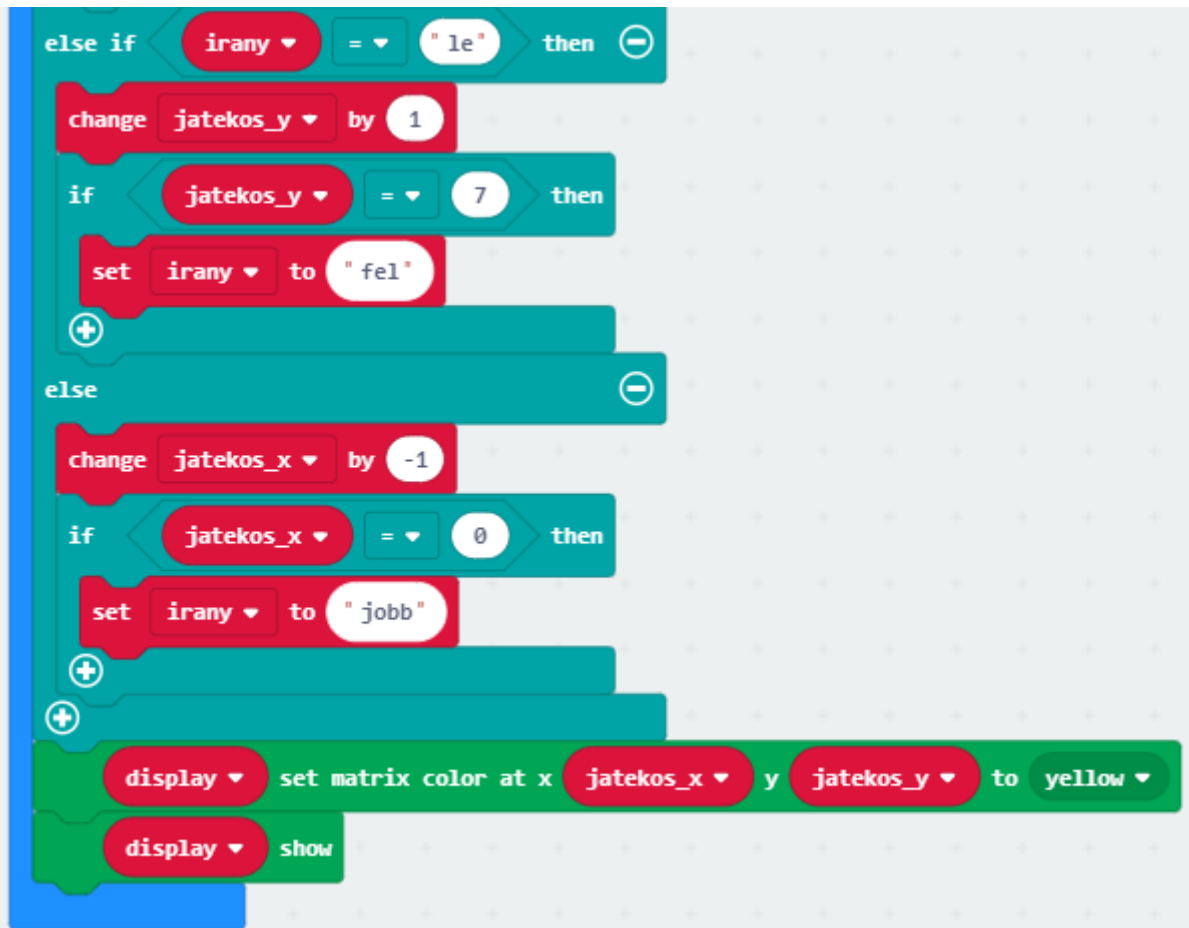 else if irany = "le" then
change jatekos_y by 1
if jatekos_y = 7 then
set irany to "fel"
else
change jatekos_x by -1
if jatekos_x = 0 then
set irany to "jobb"
display set matrix color at x jatekos_x y jatekos_y to yellow
display show